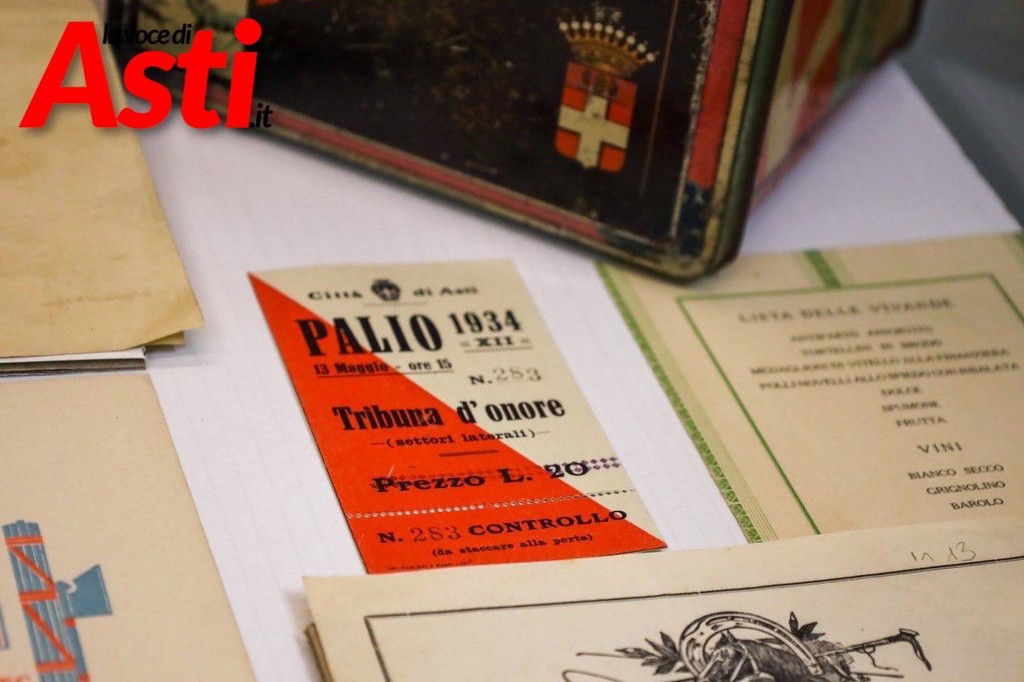 la voce di
Asti.it
Città di Asti
PALIO 1934
XII
13 Maggio - ore 15
N. 283
Tribuna d'onore
(settori laterali)
Prezzo L. 20
N. 283 CONTROLLO
(da staccare alla porta)
LISTA DELLE VIVANDE
ANTIPASTO ASSORTITO
TORTELLINI IN BRODO
MEDAGLIONI DI VITELLO ALLA FINANZIERA
POLLI NOVELLI ALLO SPIEDO CON INSALATA
DOLCE
SPUMONE
FRUTTA
VINI
BIANCO SECCO
GRIGNOLINO
BAROLO
13